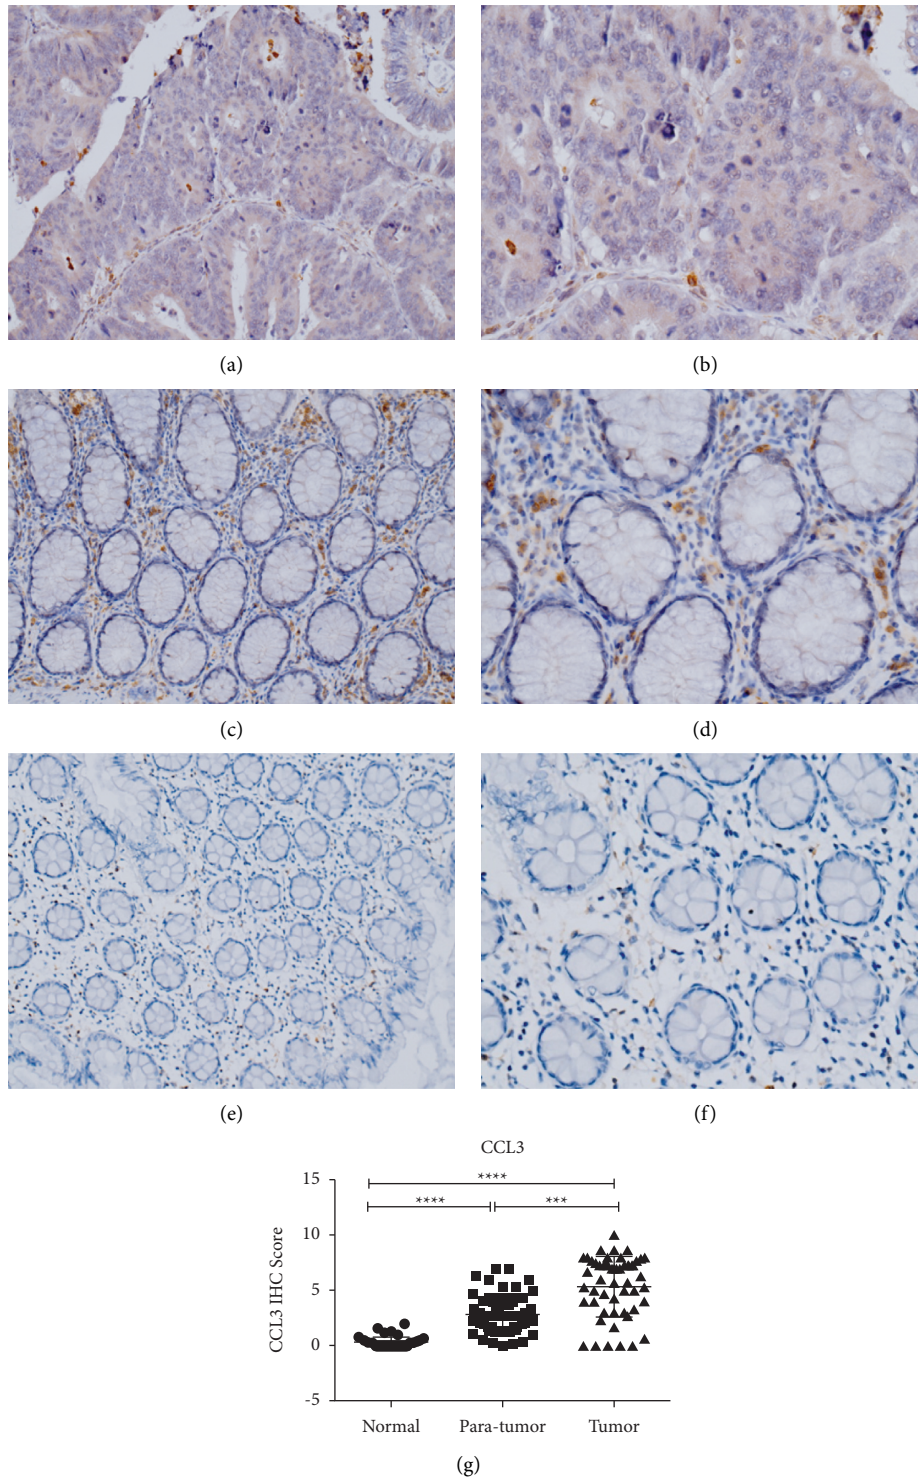 (a)
(b)
(c)
(d)
(e)
(f)
CCL3
15
****
****
***
10
CCL3 IHC Score
5
0
-5
Normal
Para-tumor
Tumor
(g)